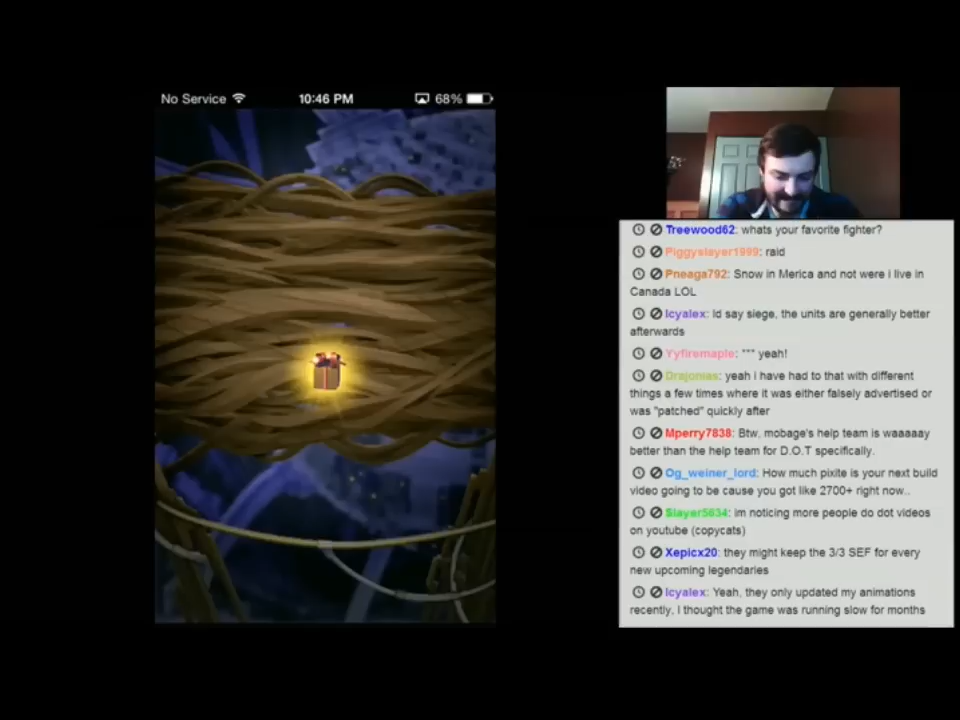 No Service
10:46 PM
68%
Treewood62: whats your favorite fighter?
Piggyslayer1999: raid
Pneaga792: Snow in Merica and not were i live in
Canada LOL
Icyalex: Id say siege, the units are generally better
afterwards
Yyfiremaple: *** yeah!
Drajonias: yeah i have had to that with different
things a few times where it was either falsely advertised or
was "patched" quickly after
Mperry7838: Btw, mobage's help team is waaaaay
better than the help team for D.O.T specifically.
Og_weiner_lord: How much pixite is your next build
video going to be cause you got like 2700+ right now..
Slayer5634: im noticing more people do dot videos
on youtube (copycats)
Xepicx20: they might keep the 3/3 SEF for every
new upcoming legendaries
Icyalex: Yeah, they only updated my animations
recently, I thought the game was running slow for months